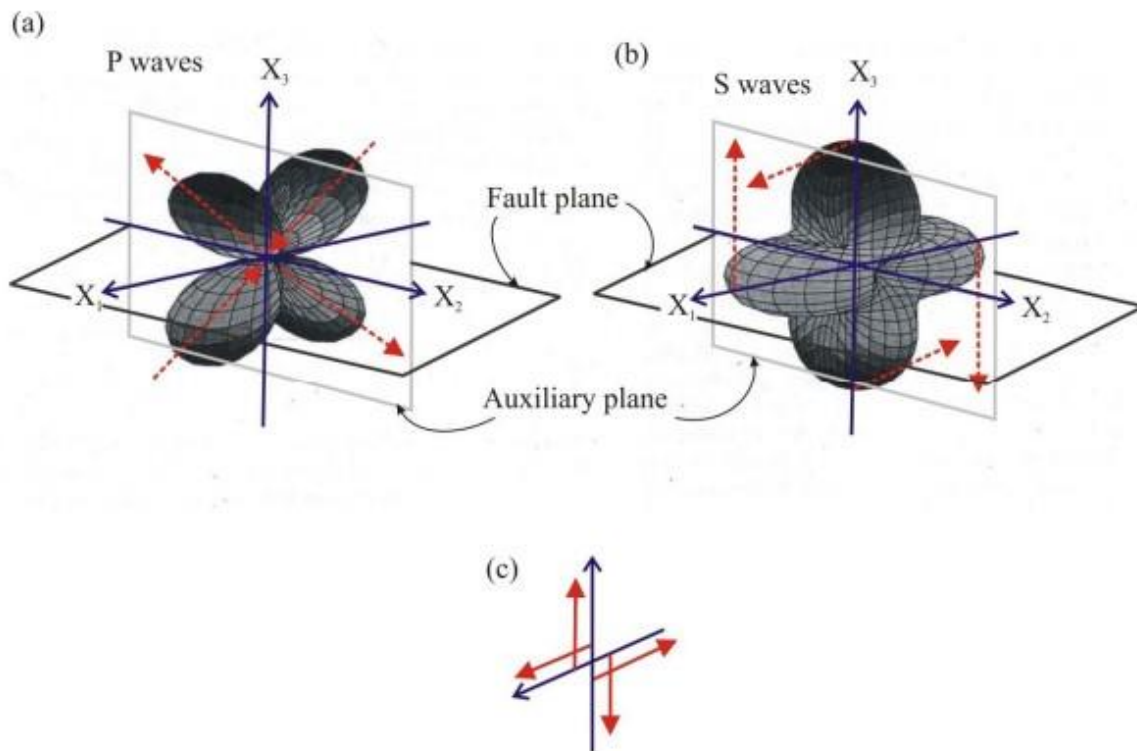 (a)
P waves
X₃
X₁
X₂
Fault plane
Auxiliary plane
(b)
S waves
X₃
X₁
X₂
(c)